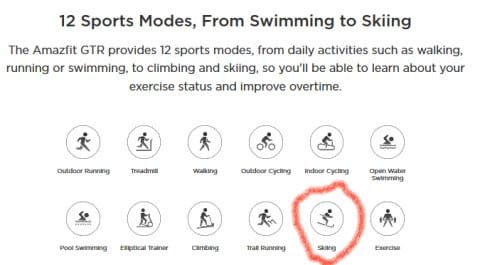 12 Sports Modes, From Swimming to Skiing
The Amazfit GTR provides 12 sports modes, from daily activities such as walking,
running or swimming, to climbing and skiing, so you'll be able to learn about your
exercise status and improve overtime.
Outdoor Running Treadmill Walking Outdoor Cycling Indoor Cycling Open Water
Swimming
Pool Swimming Elliptical Trainer Climbing Trail Running Skiing Exercise